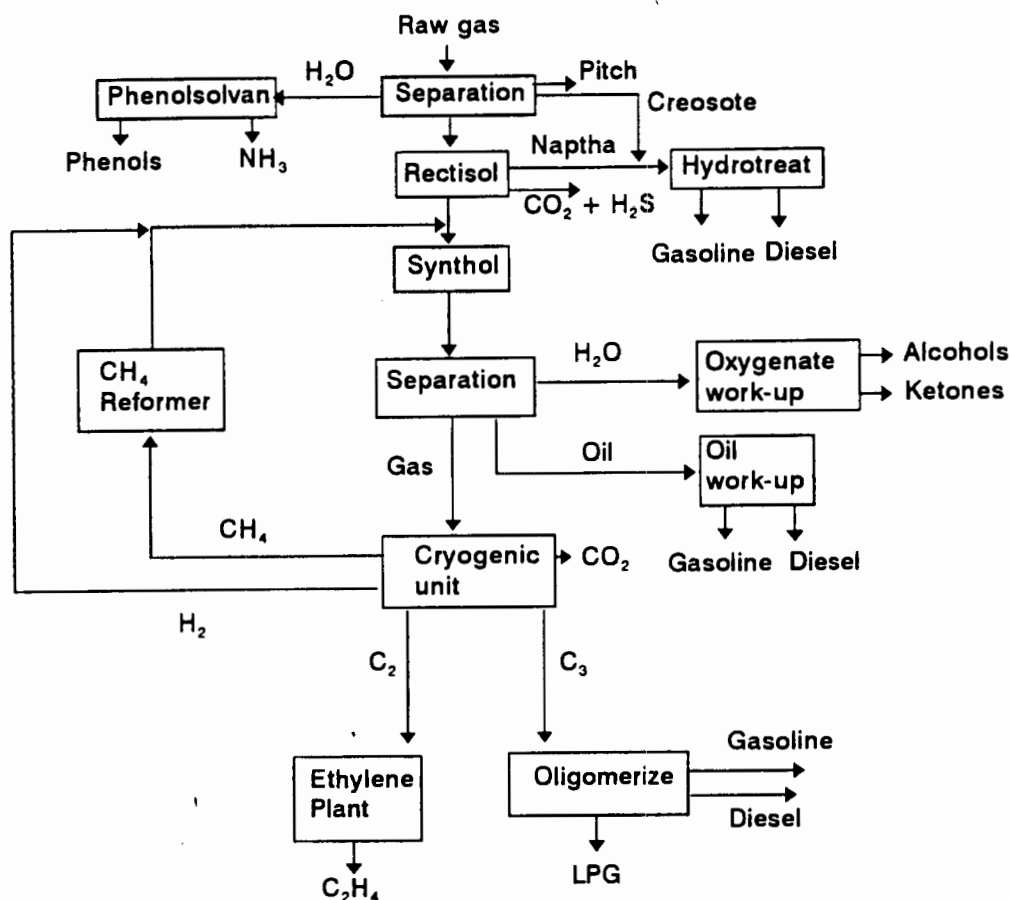 Raw gas
H₂O
Pitch
Phenolsolvan
Separation
Creosote
Phenols
NH₃
Naptha
Rectisol
Hydrotreat
CO₂ + H₂S
Gasoline Diesel
Synthol
H₂O
Alcohols
CH₄
Reformer
Separation
Oxygenate
work-up
Ketones
Gas
Oil
Oil
work-up
CH₄
Cryogenic
unit
CO₂
Gasoline Diesel
H₂
C₂
C₃
Gasoline
Ethylene
Plant
Oligomerize
Diesel
C₂H₄
LPG